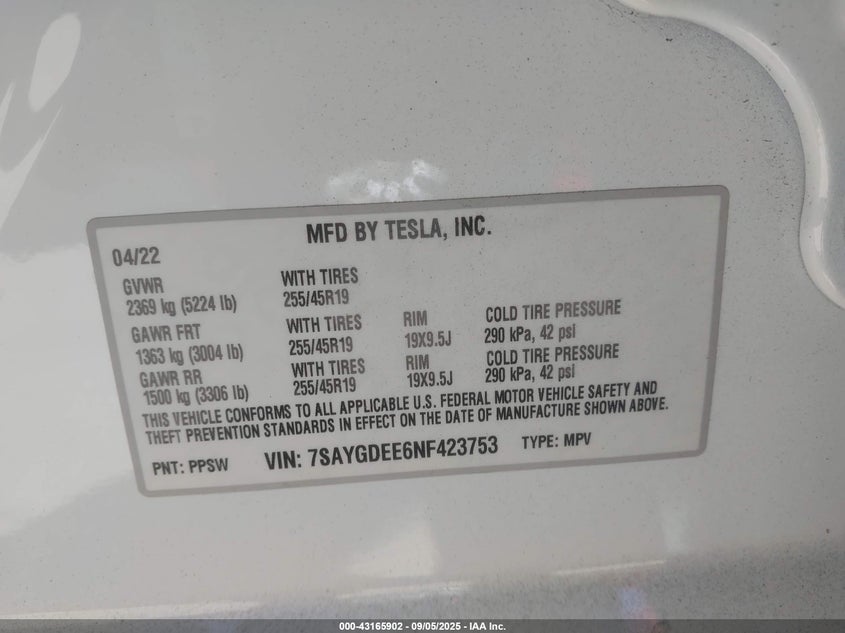 MFD BY TESLA, INC.
04/22
GVWR WITH TIRES
2369 kg (5224 lb) 255/45R19
GAWR FRT WITH TIRES RIM COLD TIRE PRESSURE
1363 kg (3004 lb) 255/45R19 19X9.5J 290 kPa, 42 psi
GAWR RR WITH TIRES RIM COLD TIRE PRESSURE
1500 kg (3306 lb) 255/45R19 19X9.5J 290 kPa, 42 psi
THIS VEHICLE CONFORMS TO ALL APPLICABLE U.S. FEDERAL MOTOR VEHICLE SAFETY AND
THEFT PREVENTION STANDARDS IN EFFECT ON THE DATE OF MANUFACTURE SHOWN ABOVE.
PNT: PPSW VIN: 7SAYGDEE6NF423753 TYPE: MPV
000-43165902 - 09/05/2025 - IAA Inc.